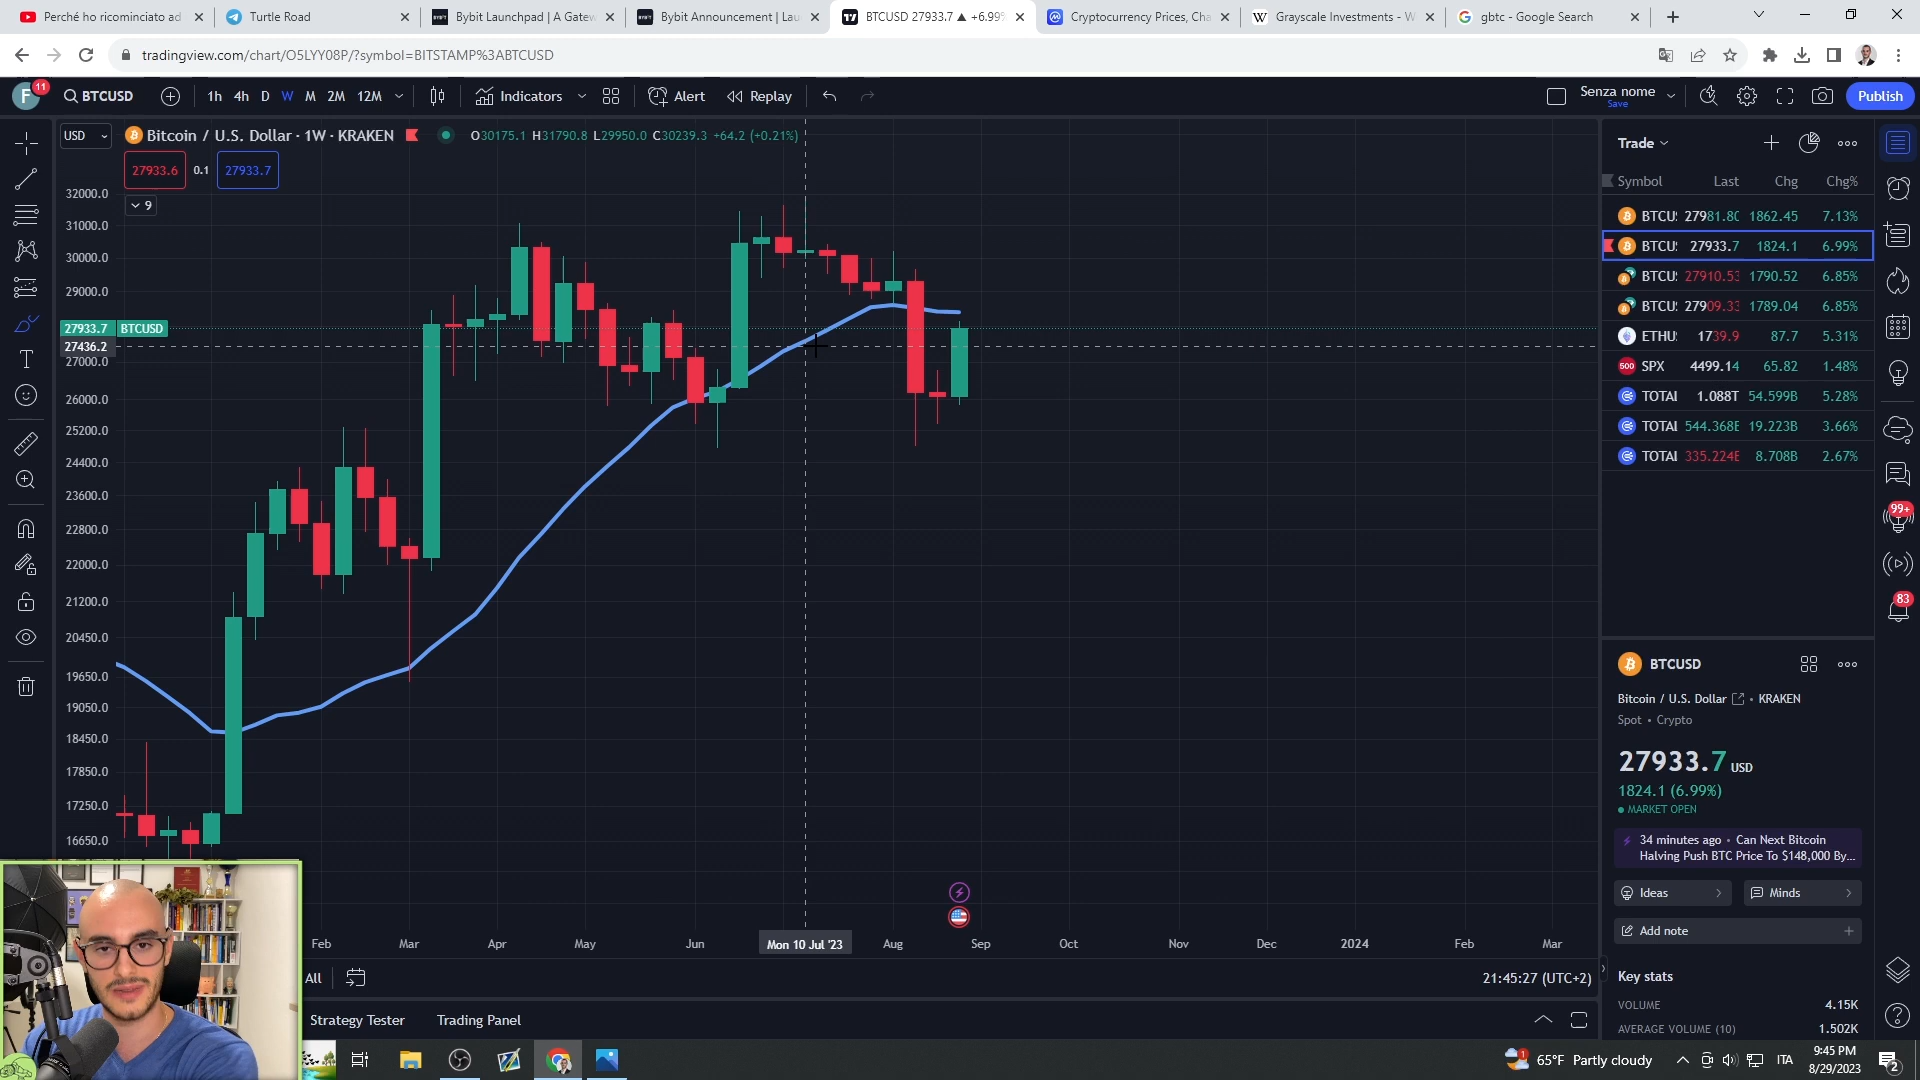 Perché ho ricominciato ad
Turtle Road
Bybit Launchpad | A Gatew
Bybit Announcement | Lau
BTCUSD 27933.7 ▲ +6.99%
Cryptocurrency Prices, Cha
Grayscale Investments - W
gbtc - Google Search
tradingview.com/chart/O5LYY08P/?symbol=BITSTAMP%3ABTCUSD
F 11 BTCUSD 1h 4h D W M 2M 12M Indicators Alert Replay Senza nome Publish
Save
USD Bitcoin / U.S. Dollar · 1W · KRAKEN O30175.1 H31790.8 L29950.0 C30239.3 +64.2 (+0.21%)
27933.6 0.1 27933.7
9
32000.0
31000.0
30000.0
29000.0
27933.7 BTCUSD
27436.2
27000.0
26000.0
25200.0
24400.0
23600.0
22800.0
22000.0
21200.0
20450.0
19650.0
19050.0
18450.0
17850.0
17250.0
16650.0
Feb Mar Apr May Jun Mon 10 Jul '23 Aug Sep Oct Nov Dec 2024 Feb Mar
All 21:45:27 (UTC+2)
Strategy Tester Trading Panel
Trade
Symbol Last Chg Chg%
BTCU 27981.80 1862.45 7.13%
BTCU 27933.7 1824.1 6.99%
BTCU 27910.53 1790.52 6.85%
BTCU 27909.33 1789.04 6.85%
ETHU 1739.9 87.7 5.31%
500 SPX 4499.14 65.82 1.48%
TOTAL 1.088T 54.599B 5.28%
TOTAL 544.368B 19.223B 3.66%
TOTAL 335.224B 8.708B 2.67%
99+
83
BTCUSD
Bitcoin / U.S. Dollar • KRAKEN
Spot • Crypto
27933.7 USD
1824.1 (6.99%)
MARKET OPEN
34 minutes ago • Can Next Bitcoin
Halving Push BTC Price To $148,000 By...
Ideas Minds
Add note
Key stats
VOLUME 4.15K
AVERAGE VOLUME (10) 1.502K
65°F Partly cloudy ITA 9:45 PM
8/29/2023
2